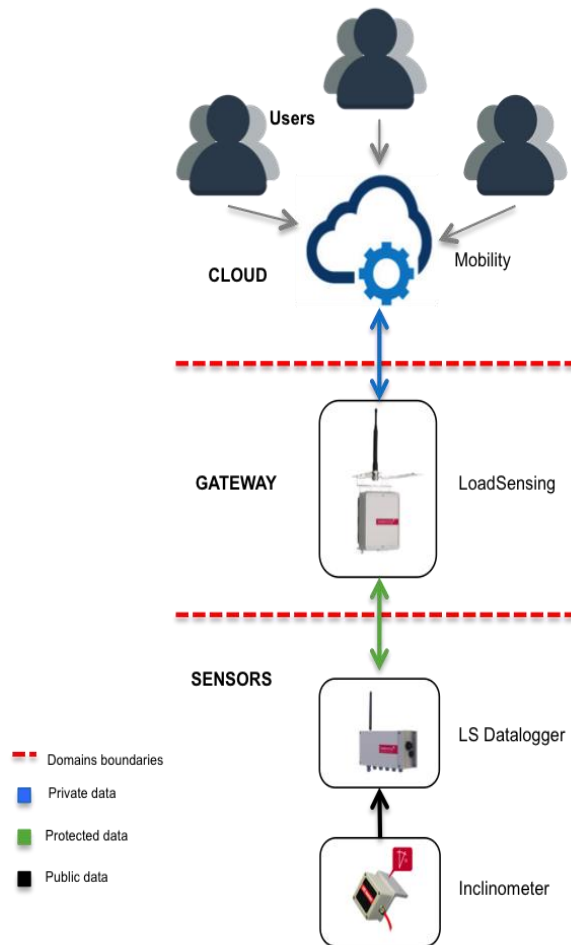 Users
CLOUD
Mobility
GATEWAY
LoadSensing
SENSORS
LS Datalogger
Domains boundaries
Private data
Protected data
Public data
Inclinometer